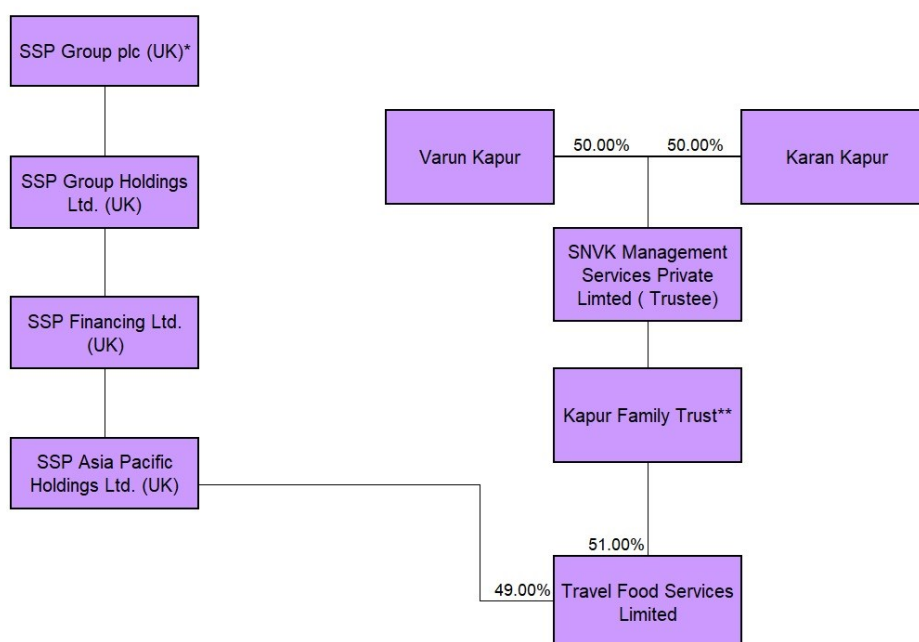 SSP Group plc (UK)*
SSP Group Holdings
Ltd. (UK)
SSP Financing Ltd.
(UK)
SSP Asia Pacific
Holdings Ltd. (UK)
Varun Kapur
50.00%
50.00%
Karan Kapur
SNVK Management
Services Private
Limted ( Trustee)
Kapur Family Trust**
51.00%
49.00%
Travel Food Services
Limited